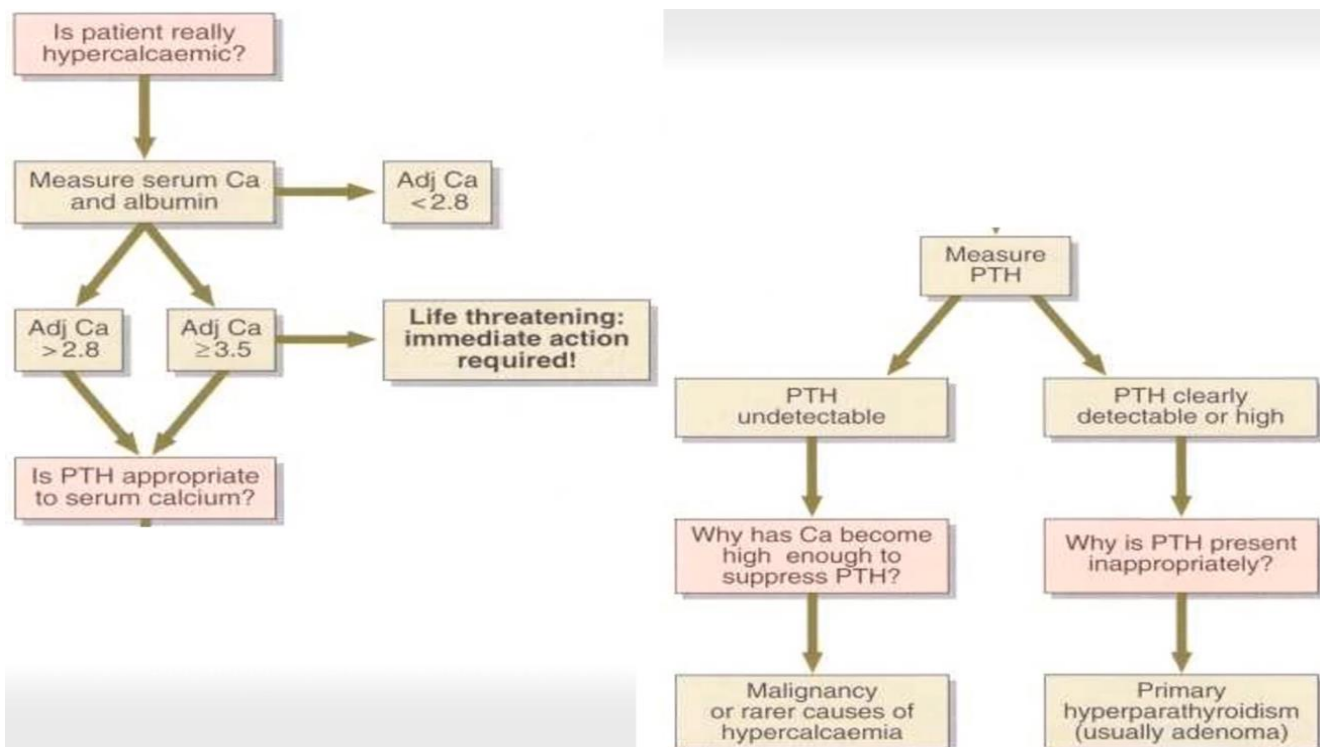 Is patient really
hypercalcaemic?
Measure serum Ca
and albumin
Adj Ca
<2.8
Adj Ca
>2.8
Adj Ca
≥3.5
Life threatening:
immediate action
required!
Is PTH appropriate
to serum calcium?
Measure
PTH
PTH
undetectable
PTH clearly
detectable or high
Why has Ca become
high enough to
suppress PTH?
Why is PTH present
inappropriately?
Malignancy
or rarer causes of
hypercalcaemia
Primary
hyperparathyroidism
(usually adenoma)